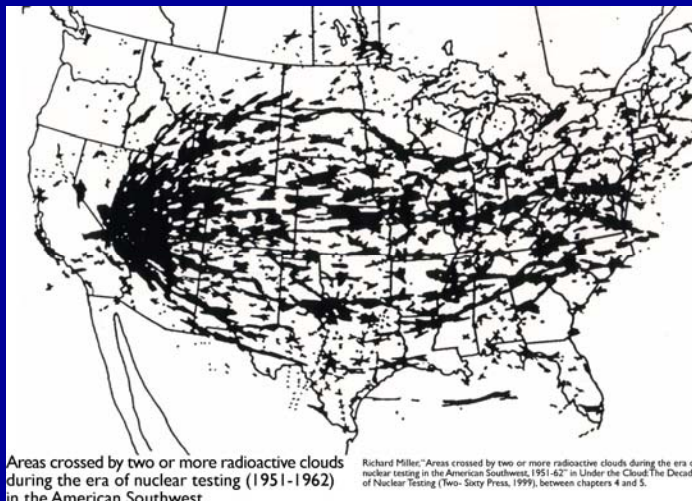 Areas crossed by two or more radioactive clouds
during the era of nuclear testing (1951-1962)
in the American Southwest
Richard Miller,"Areas crossed by two or more radioactive clouds during the era of
nuclear testing in the American Southwest, 1951-62" in Under the Cloud:The Decad
of Nuclear Testing (Two- Sixty Press, 1999), between chapters 4 and 5.